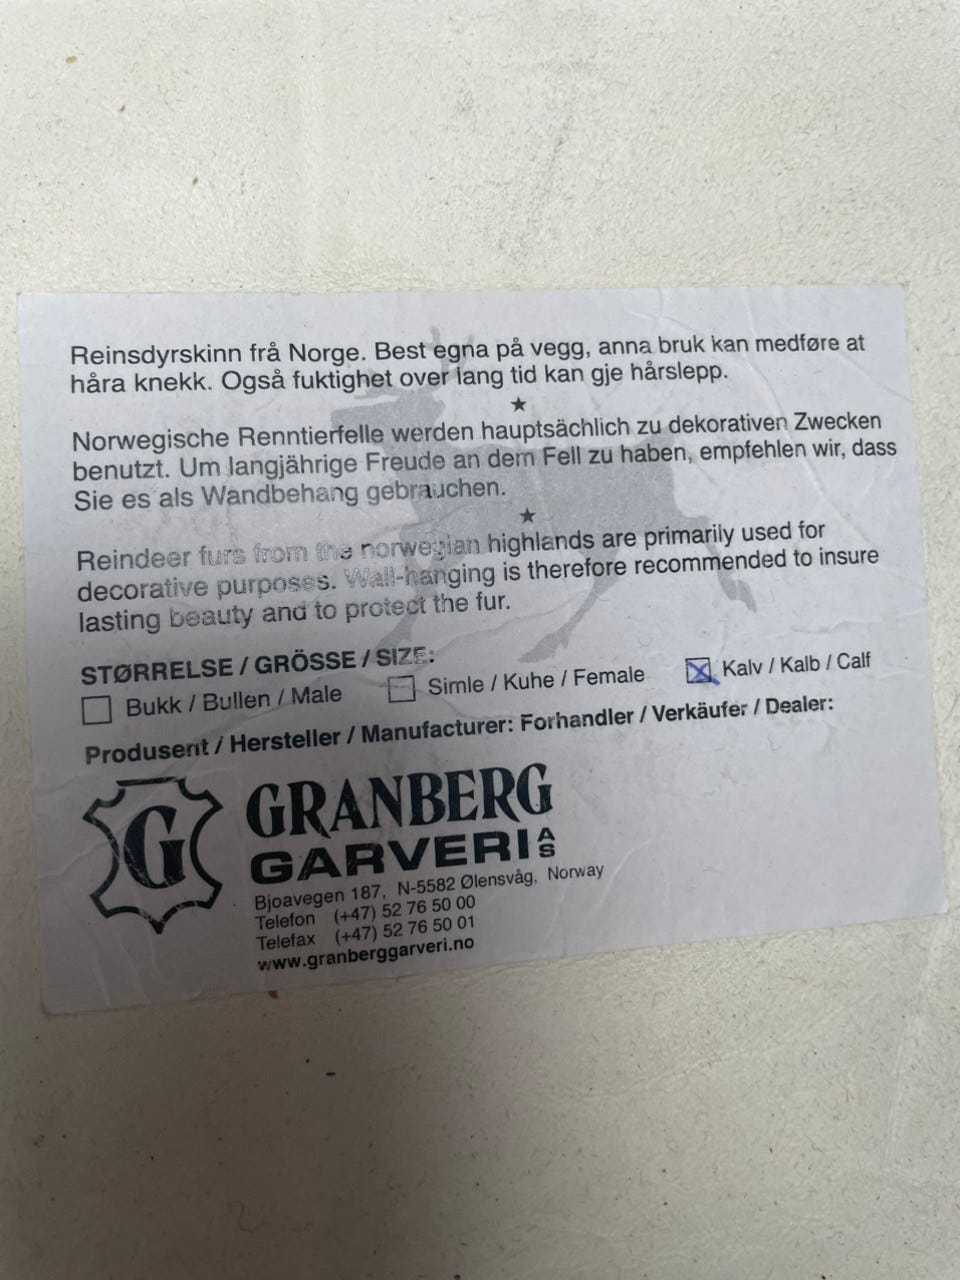 Reinsdyrskinn frå Norge. Best egna på vegg, anna bruk kan medføre at
håra knekk. Også fuktighet over lang tid kan gje hårslepp.
★
Norwegische Renntierfelle werden hauptsächlich zu dekorativen Zwecken
benutzt. Um langjährige Freude an dem Fell zu haben, empfehlen wir, dass
Sie es als Wandbehang gebrauchen.
★
Reindeer furs from the norwegian highlands are primarily used for
decorative purposes. Wall-hanging is therefore recommended to insure
lasting beauty and to protect the fur.
STØRRELSE / GRÖSSE / SIZE:
Bukk / Bullen / Male Simle / Kuhe / Female Kalv / Kalb / Calf
Produsent / Hersteller / Manufacturer: Forhandler / Verkäufer / Dealer:
G GRANBERG
GARVERI AS
Bjoavegen 187, N-5582 Ølensvåg, Norway
Telefon (+47) 52 76 50 00
Telefax (+47) 52 76 50 01
www.granberggarveri.no